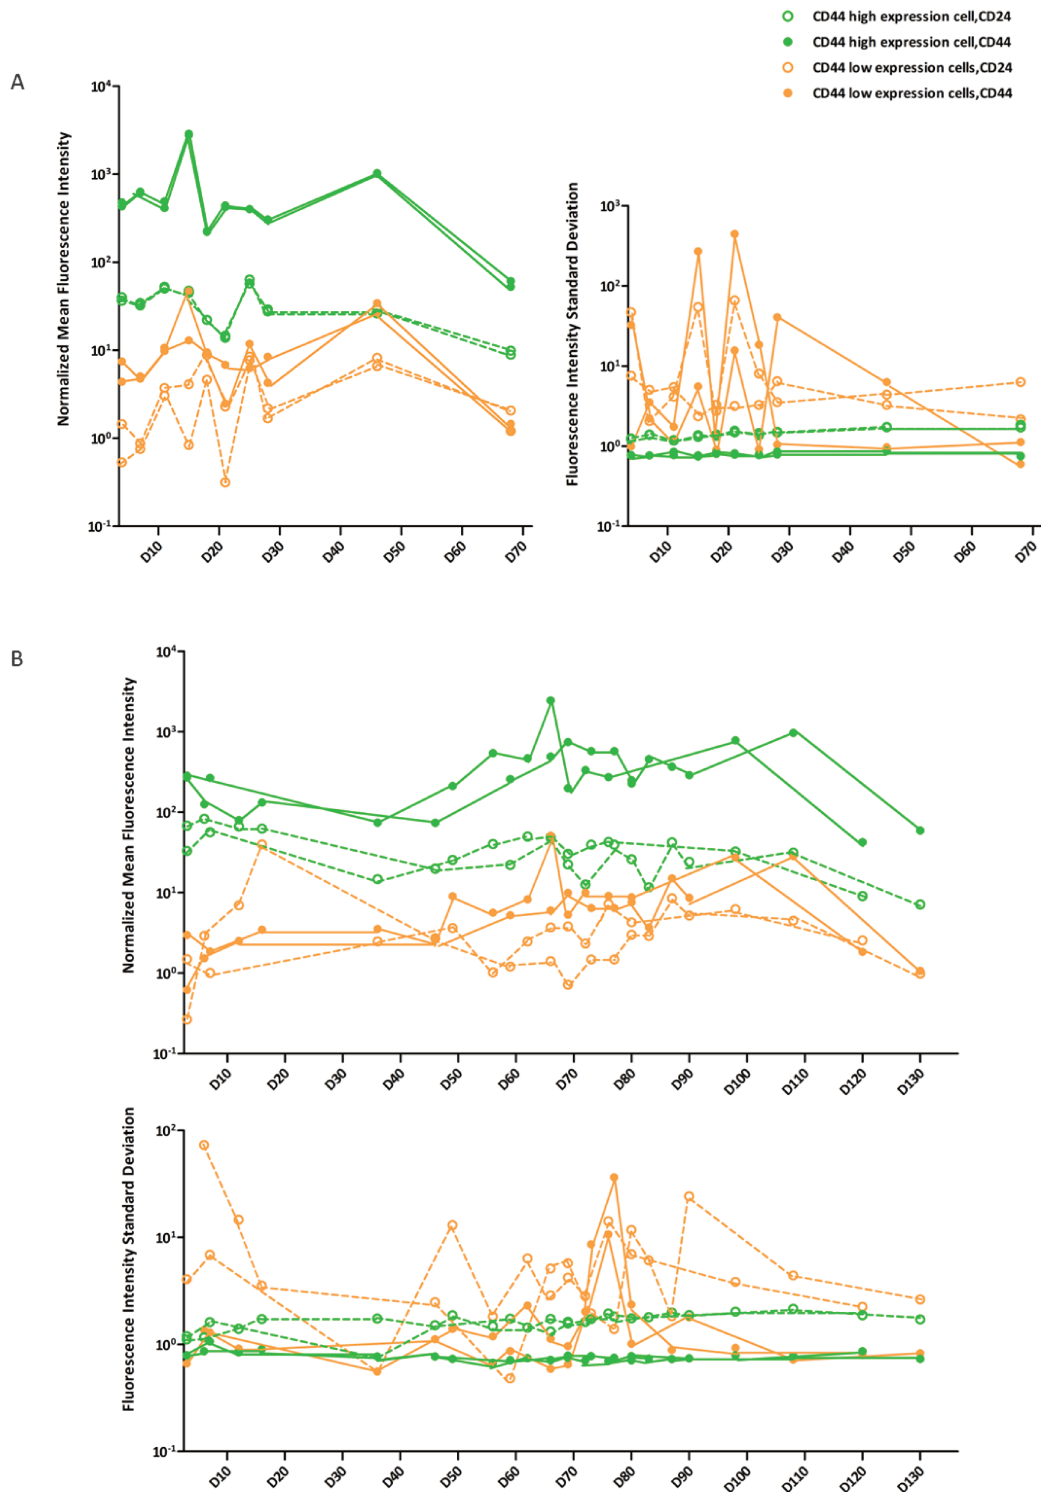 CD44 high expression cell,CD24
CD44 high expression cell,CD44
CD44 low expression cells,CD24
CD44 low expression cells,CD44
A
Normalized Mean Fluorescence Intensity
10⁴
10³
10²
10¹
10⁰
10⁻¹
D10 D20 D30 D40 D50 D60 D70
Fluorescence Intensity Standard Deviation
10³
10²
10¹
10⁰
10⁻¹
D10 D20 D30 D40 D50 D60 D70
B
Normalized Mean Fluorescence Intensity
10⁴
10³
10²
10¹
10⁰
10⁻¹
D10 D20 D30 D40 D50 D60 D70 D80 D90 D100 D110 D120 D130
Fluorescence Intensity Standard Deviation
10²
10¹
10⁰
10⁻¹
D10 D20 D30 D40 D50 D60 D70 D80 D90 D100 D110 D120 D130